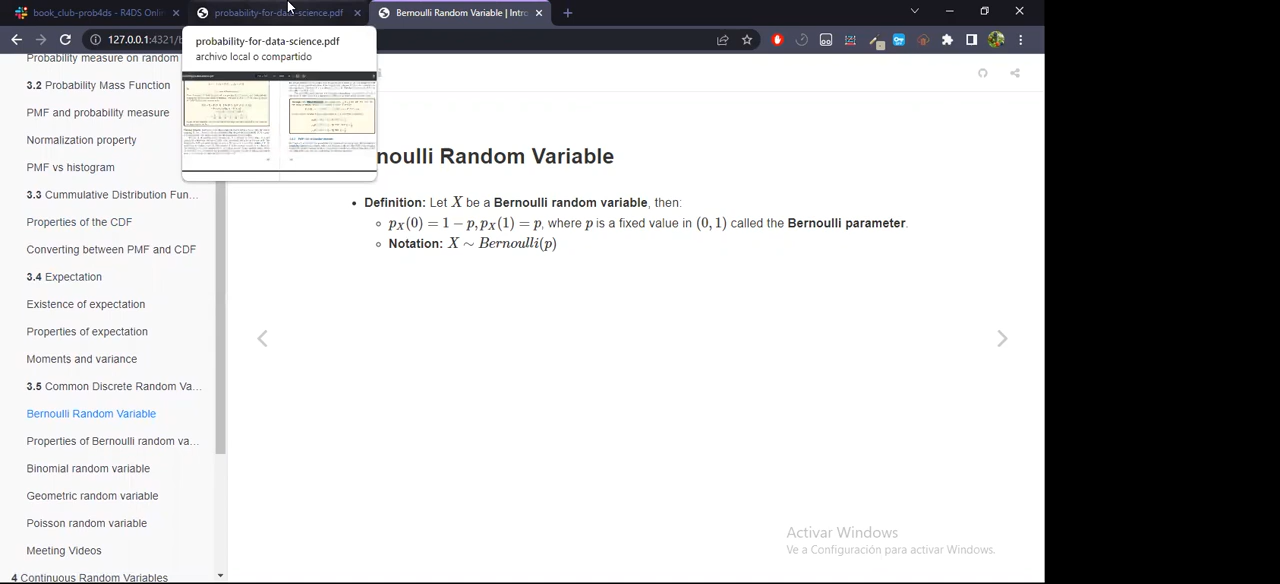 book_club-prob4ds - R4DS Onli
probability-for-data-science.pdf
Bernoulli Random Variable | Intr
127.0.0.1:4321/b
probability-for-data-science.pdf
archivo local o compartido
Probability measure on random
3.2 Probability Mass Function
PMF and probability measure
Normalization property
PMF vs histogram
3.3 Cummulative Distribution Fun...
Properties of the CDF
Converting between PMF and CDF
3.4 Expectation
Existence of expectation
Properties of expectation
Moments and variance
3.5 Common Discrete Random Va...
Bernoulli Random Variable
Properties of Bernoulli random va...
Binomial random variable
Geometric random variable
Poisson random variable
Meeting Videos
4 Continuous Random Variables
noulli Random Variable
• Definition: Let X be a Bernoulli random variable, then:
∘ pX(0) = 1 − p, pX(1) = p, where p is a fixed value in (0, 1) called the Bernoulli parameter.
∘ Notation: X ∼ Bernoulli(p)
Activar Windows
Ve a Configuración para activar Windows.